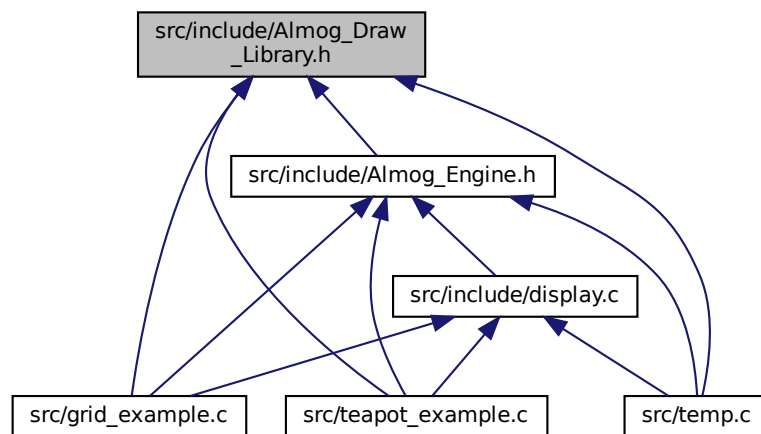 src/include/Almog_Draw
_Library.h
src/include/Almog_Engine.h
src/include/display.c
src/grid_example.c
src/teapot_example.c
src/temp.c